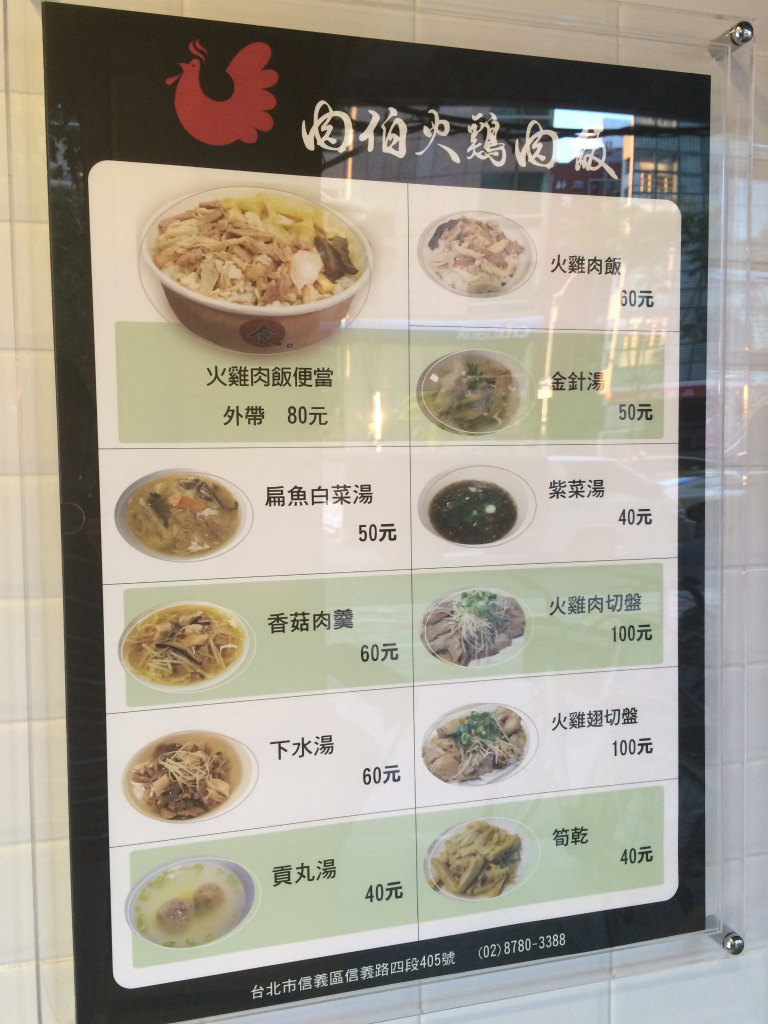 肉伯火鷄肉飯
食。
火雞肉飯便當
外帶 80元
火雞肉飯
60元
金針湯
50元
扁魚白菜湯
50元
紫菜湯
40元
香菇肉羹
60元
火雞肉切盤
100元
下水湯
60元
火雞翅切盤
100元
貢丸湯
40元
筍乾
40元
台北市信義區信義路四段405號 (02)8780-3388